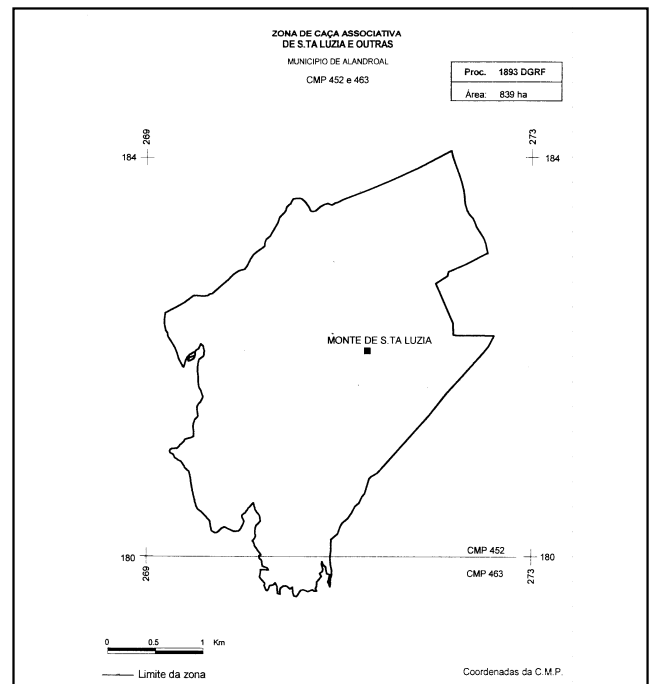 ZONA DE CAÇA ASSOCIATIVA
DE S.TA LUZIA E OUTRAS
MUNICIPIO DE ALANDROAL
CMP 452 e 463
Proc. 1893 DGRF
Área: 839 ha
269
273
184
184
MONTE DE S.TA LUZIA
180
CMP 452
180
269
CMP 463
273
0 0.5 1 Km
Limite da zona
Coordenadas da C.M.P.